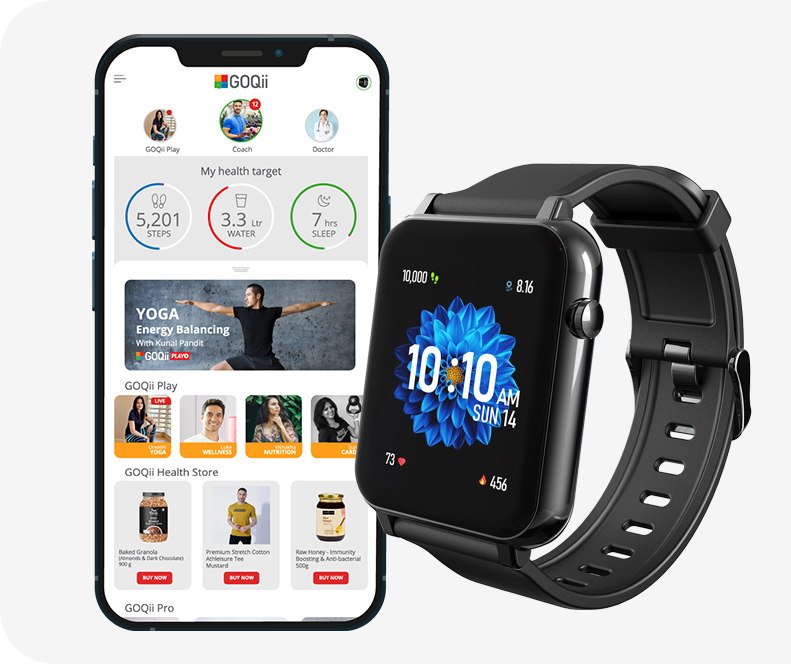 GOQii
12
GOQii Play
Coach
Doctor
My health target
5,201
STEPS
3.3 Ltr
WATER
7 hrs
SLEEP
YOGA
Energy Balancing
With Kunal Pandit
GOQii PLAYO
GOQii Play
LIVE
Urvashi
YOGA
Luke
WELLNESS
Vishakha
NUTRITION
CARD
GOQii Health Store
Baked Granola
(Almonds & Dark Chocolate)
900 g
BUY NOW
Premium Stretch Cotton
Athleisure Tee
Mustard
BUY NOW
Raw Honey - Immunity
Boosting & Anti-bacterial
500g
BUY NOW
GOQii Pro
10,000
8.16
10:10 AM
SUN 14
73
456